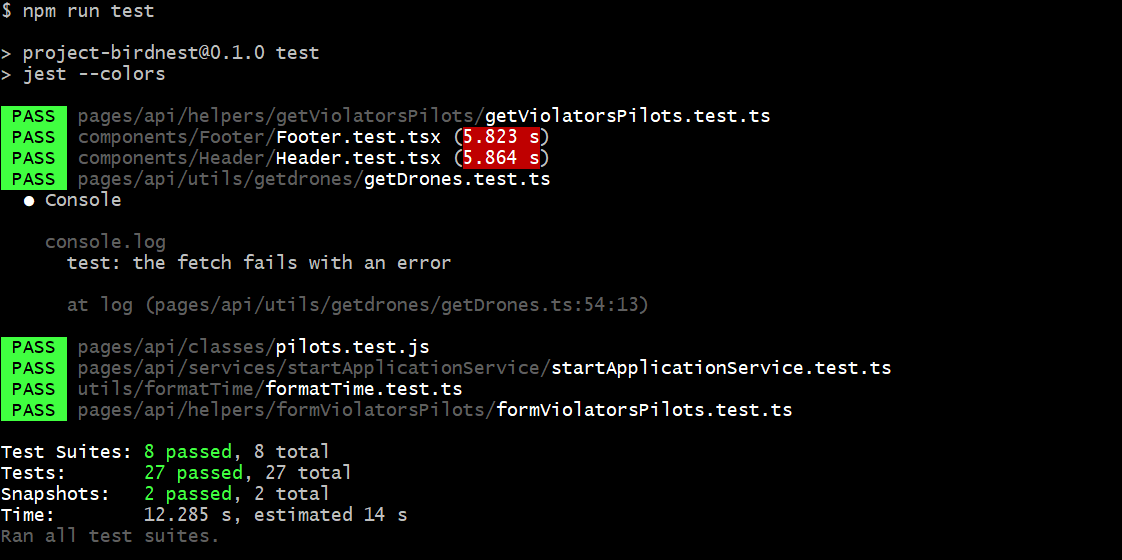 $ npm run test
> project-birdnest@0.1.0 test
> jest --colors
PASS pages/api/helpers/getViolatorsPilots/getViolatorsPilots.test.ts
PASS components/Footer/Footer.test.tsx (5.823 s)
PASS components/Header/Header.test.tsx (5.864 s)
PASS pages/api/utils/getdrones/getDrones.test.ts
● Console
console.log
test: the fetch fails with an error
at log (pages/api/utils/getdrones/getDrones.ts:54:13)
PASS pages/api/classes/pilots.test.js
PASS pages/api/services/startApplicationService/startApplicationService.test.ts
PASS utils/formatTime/formatTime.test.ts
PASS pages/api/helpers/formViolatorsPilots/formViolatorsPilots.test.ts
Test Suites: 8 passed, 8 total
Tests: 27 passed, 27 total
Snapshots: 2 passed, 2 total
Time: 12.285 s, estimated 14 s
Ran all test suites.